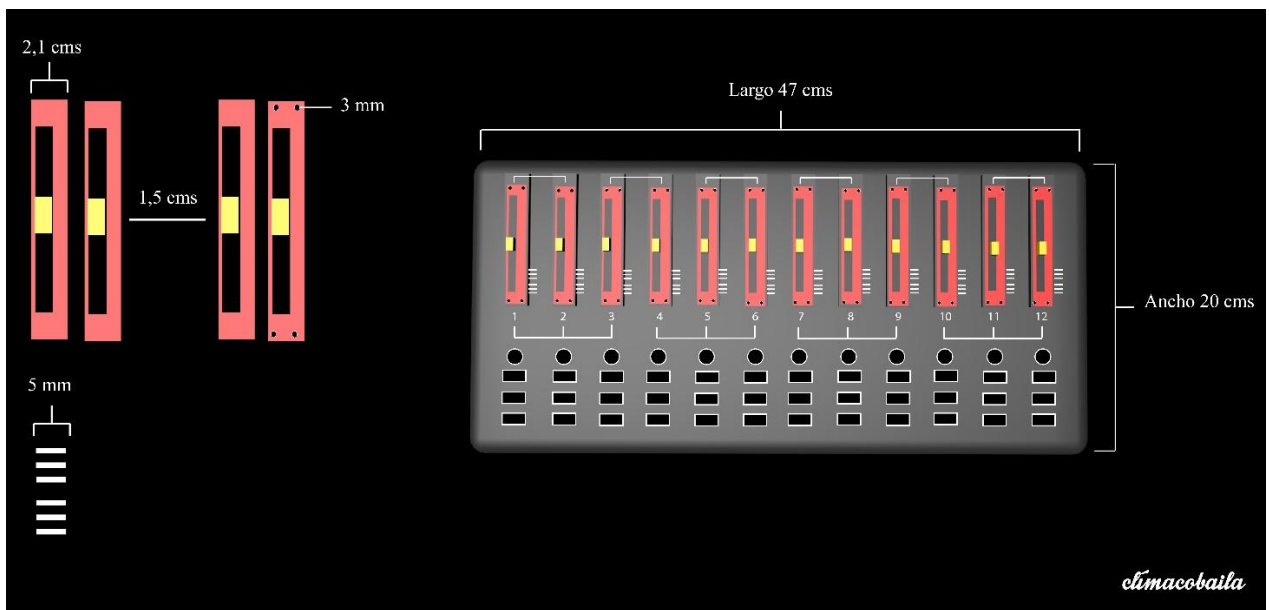 2,1 cms
3 mm
1,5 cms
5 mm
Largo 47 cms
1 2 3 4 5 6 7 8 9 10 11 12
Ancho 20 cms
climacobaila